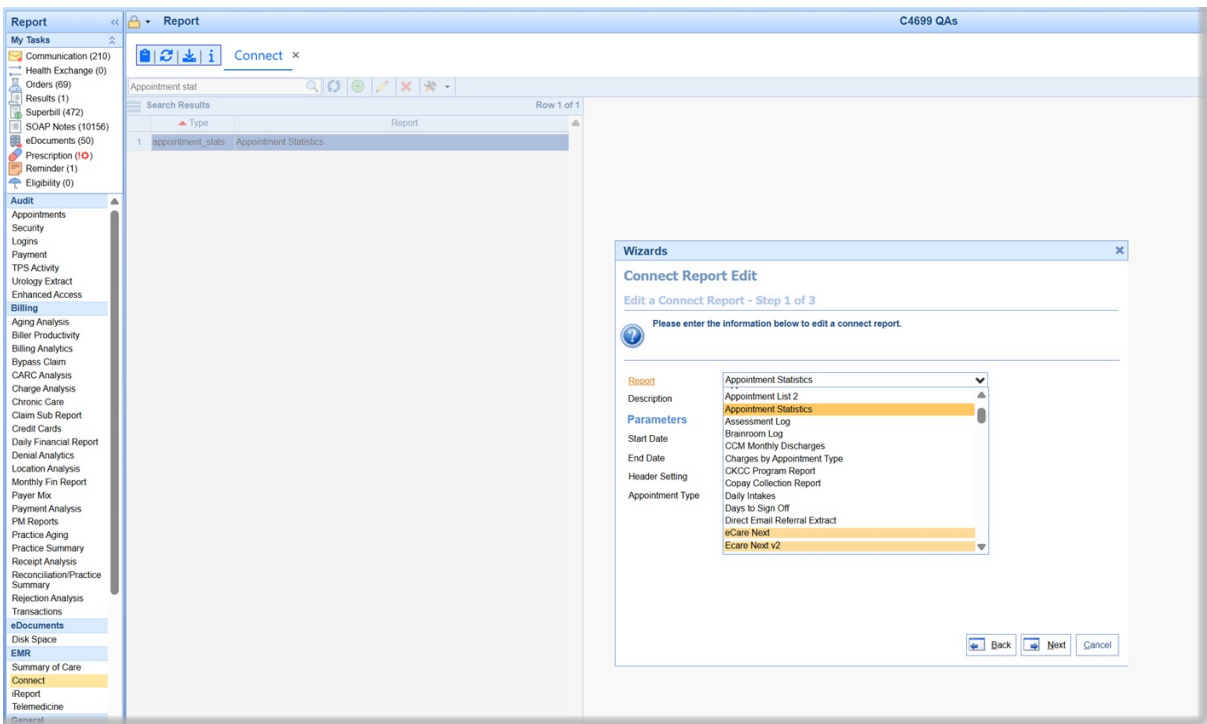 Report
C4699 QAs
Report
My Tasks
Communication (210)
Health Exchange (0)
Orders (69)
Results (1)
Superbill (472)
SOAP Notes (10156)
eDocuments (50)
Prescription (!)
Reminder (1)
Eligibility (0)
Audit
Appointments
Security
Logins
Payment
TPS Activity
Urology Extract
Enhanced Access
Billing
Aging Analysis
Biller Productivity
Billing Analytics
Bypass Claim
CARC Analysis
Charge Analysis
Chronic Care
Claim Sub Report
Credit Cards
Daily Financial Report
Denial Analytics
Location Analysis
Monthly Fin Report
Payer Mix
Payment Analysis
PM Reports
Practice Aging
Practice Summary
Receipt Analysis
Reconciliation/Practice
Summary
Rejection Analysis
Transactions
eDocuments
Disk Space
EMR
Summary of Care
Connect
iReport
Telemedicine
General
Connect ×
Appointment stat
Search Results Row 1 of 1
Type Report
1 appointment_stats Appointment Statistics
Wizards
Connect Report Edit
Edit a Connect Report - Step 1 of 3
Please enter the information below to edit a connect report.
Report
Description
Parameters
Start Date
End Date
Header Setting
Appointment Type
Appointment Statistics
Appointment List 2
Appointment Statistics
Assessment Log
Brainroom Log
CCM Monthly Discharges
Charges by Appointment Type
CKCC Program Report
Copay Collection Report
Daily Intakes
Days to Sign Off
Direct Email Referral Extract
eCare Next
Ecare Next v2
Back Next Cancel